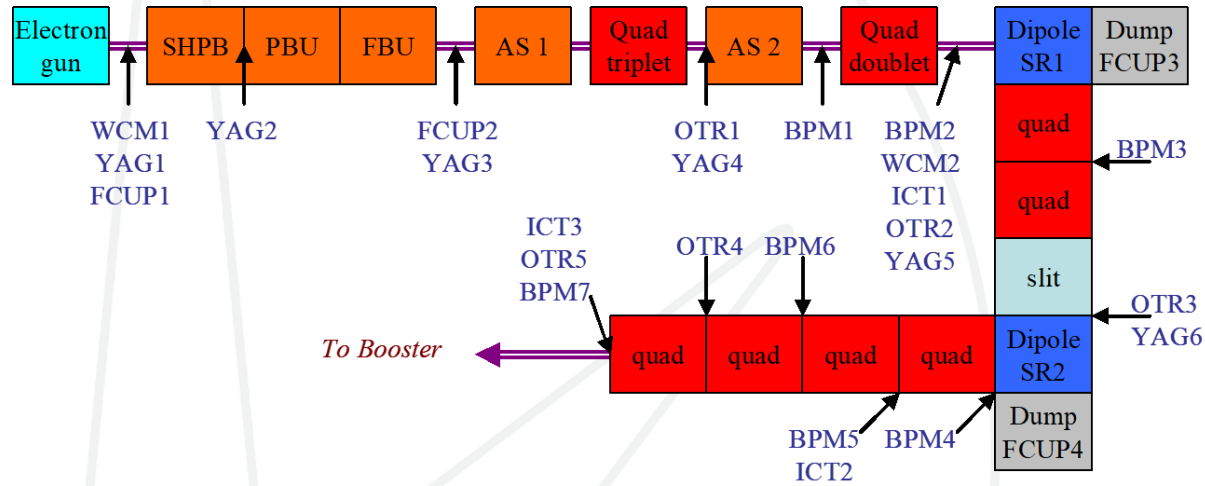 Electron
gun
SHPB
PBU
FBU
AS 1
Quad
triplet
AS 2
Quad
doublet
Dipole
SR1
Dump
FCUP3
WCM1
YAG1
FCUP1
YAG2
FCUP2
YAG3
OTR1
YAG4
BPM1
BPM2
WCM2
ICT1
OTR2
YAG5
quad
BPM3
quad
slit
OTR3
YAG6
ICT3
OTR5
BPM7
OTR4
BPM6
To Booster
quad
quad
quad
quad
Dipole
SR2
BPM5
ICT2
BPM4
Dump
FCUP4